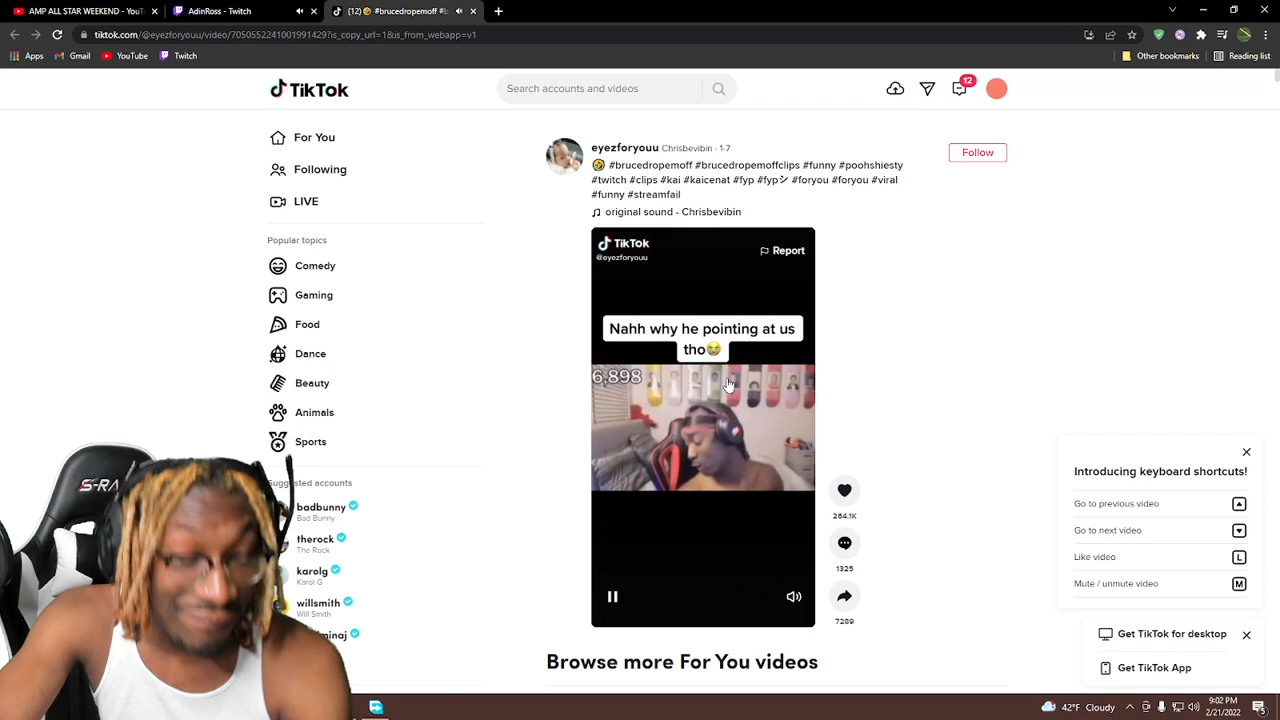 AMP ALL STAR WEEKEND - YouTu
AdinRoss - Twitch
(12) 🤣 #brucedropemoff #b
tiktok.com/@eyezforyouu/video/7050552241001991429?is_copy_url=1&is_from_webapp=v1
Apps
Gmail
YouTube
Twitch
Other bookmarks
Reading list
TikTok
Search accounts and videos
12
For You
Following
LIVE
Popular topics
Comedy
Gaming
Food
Dance
Beauty
Animals
Sports
Suggested accounts
badbunny
Bad Bunny
therock
The Rock
karolg
Karol G
willsmith
Will Smith
minaj
eyezforyouu Chrisbevibin · 1-7
Follow
🤣 #brucedropemoff #brucedropemoffclips #funny #poohshiesty
#twitch #clips #kai #kaicenat #fyp #fypシ #foryou #foryou #viral
#funny #streamfail
♫ original sound - Chrisbevibin
TikTok
@eyezforyouu
Report
Nahh why he pointing at us
tho😭
6,898
264.1K
1325
7289
Browse more For You videos
Introducing keyboard shortcuts!
Go to previous video
Go to next video
Like video L
Mute / unmute video M
Get TikTok for desktop
Get TikTok App
S-RA
42°F Cloudy
9:02 PM
2/21/2022